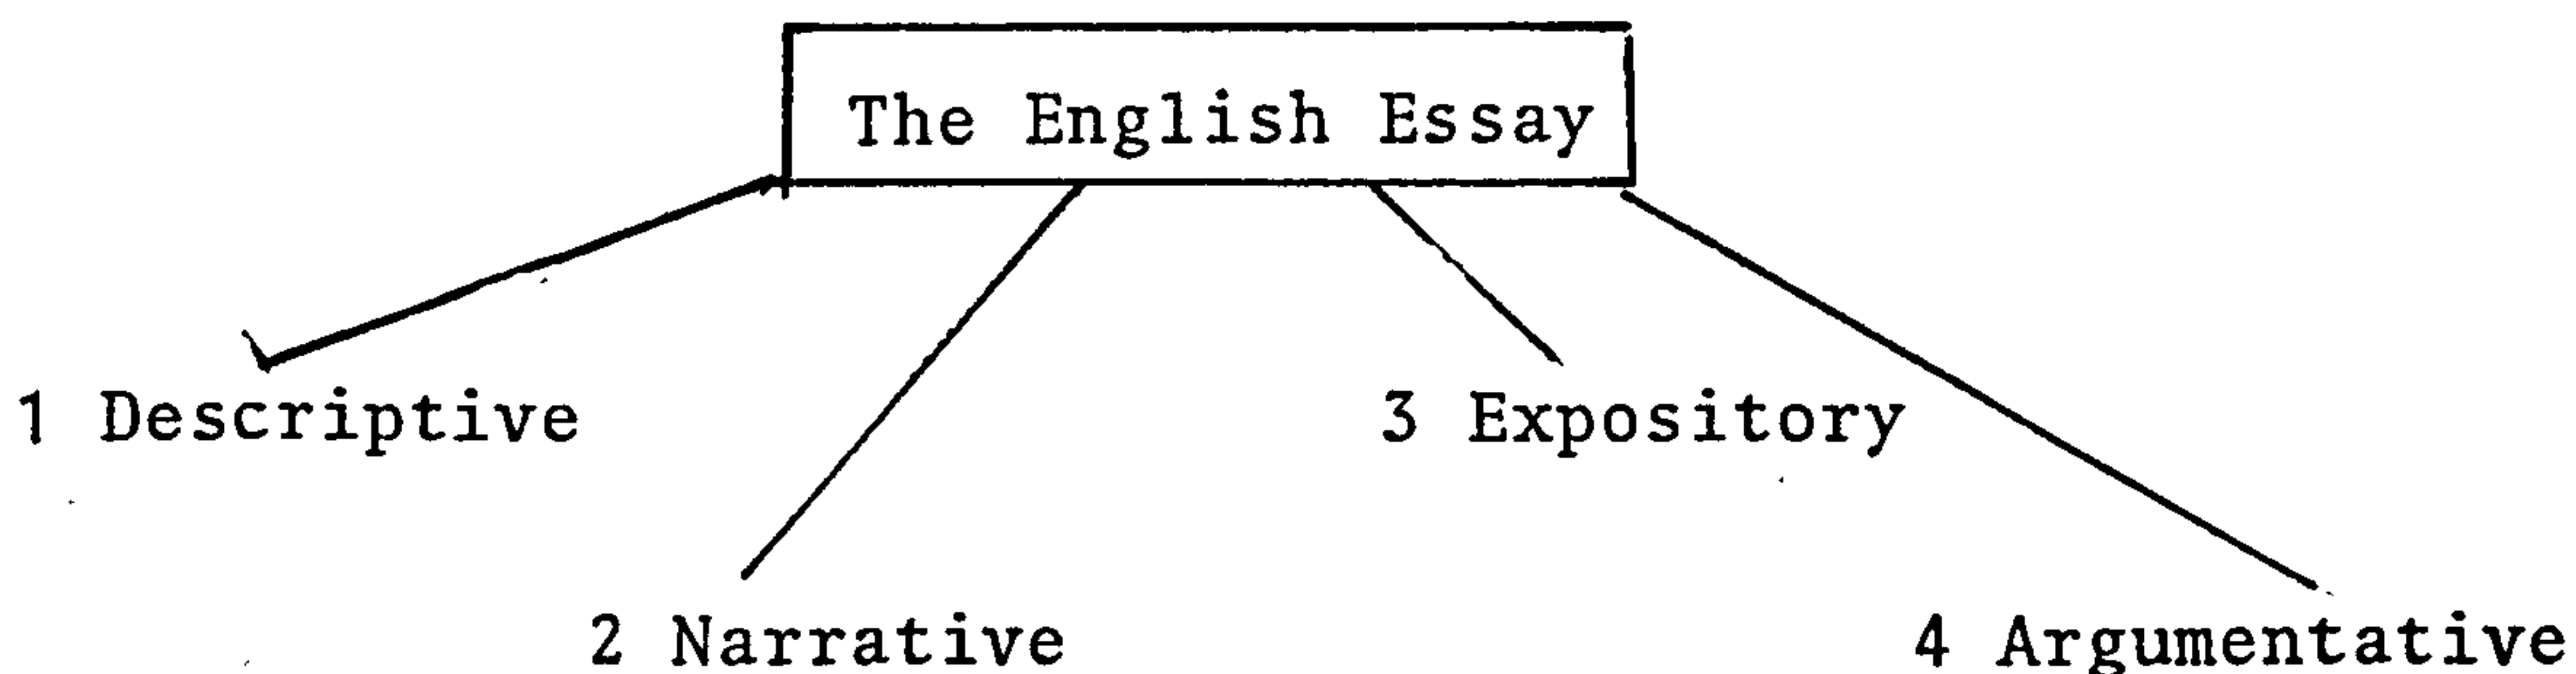 The English Essay
1 Descriptive
3 Expository
2 Narrative
4 Argumentative